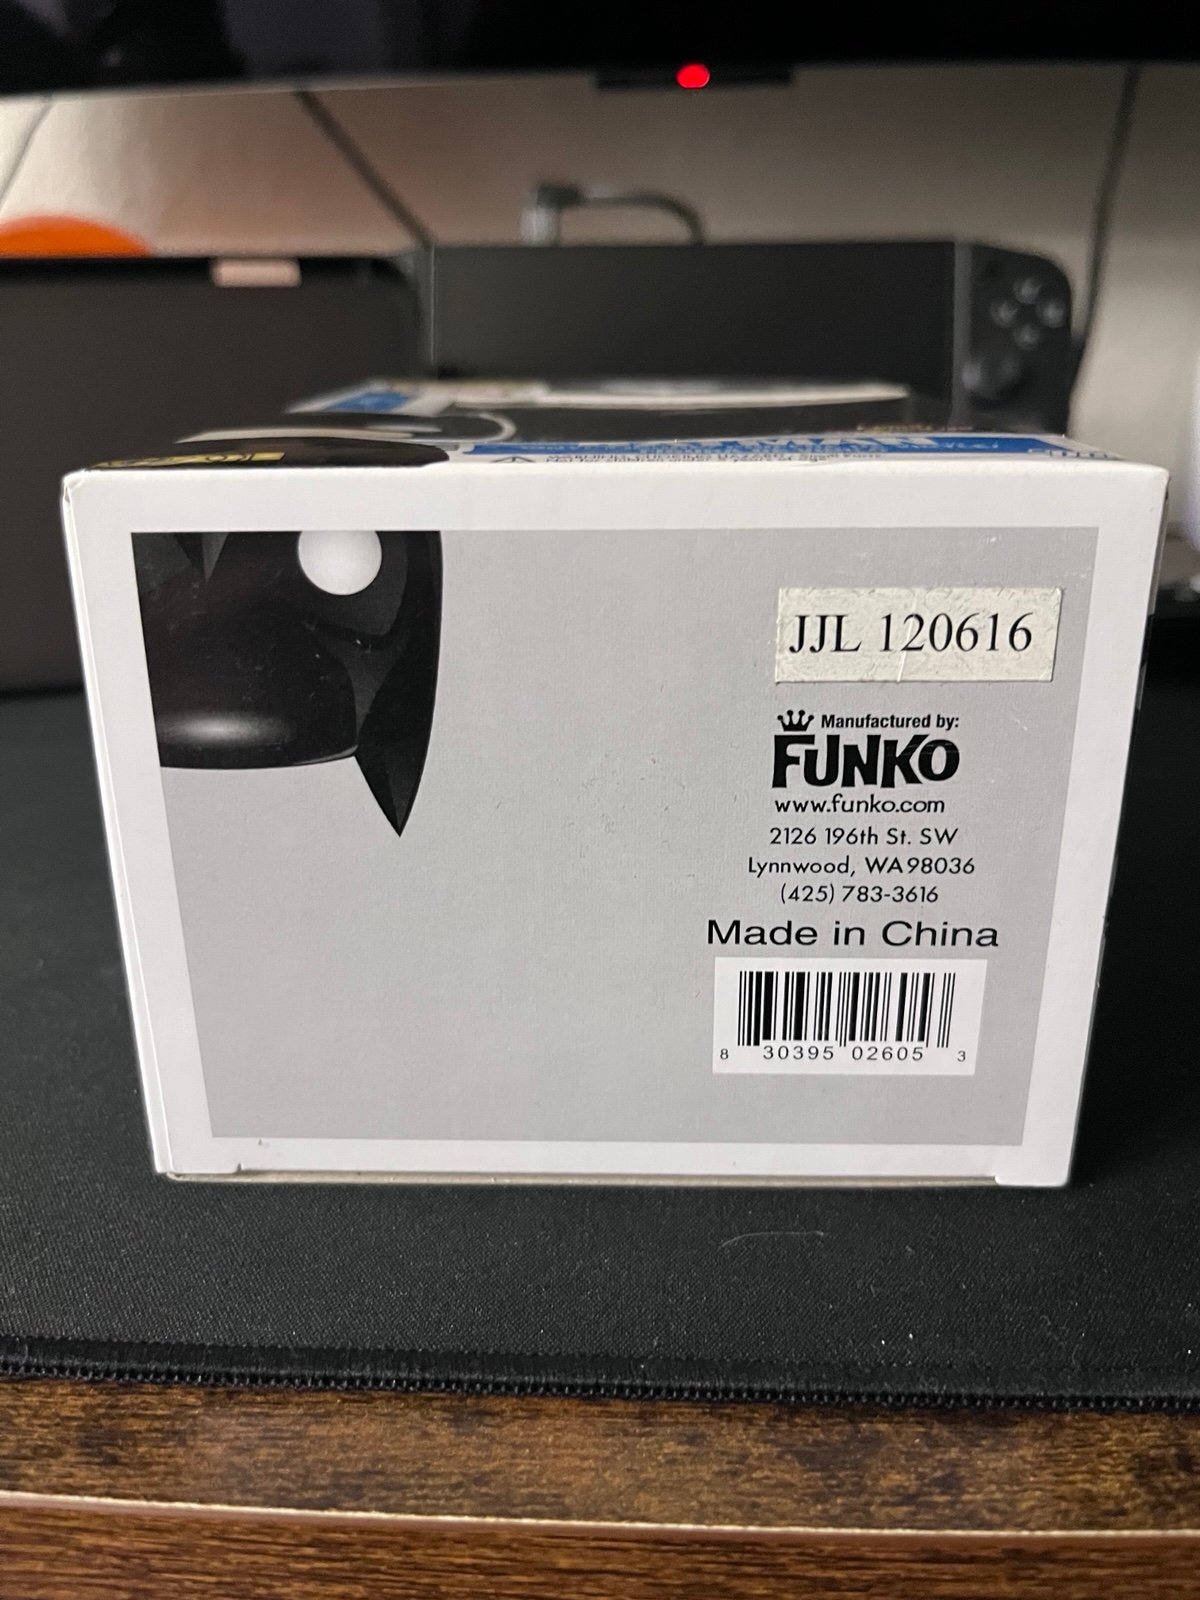 JJL 120616
Manufactured by:
FUNKO
www.funko.com
2126 196th St. SW
Lynnwood, WA 98036
(425) 783-3616
Made in China
8 30395 02605 3